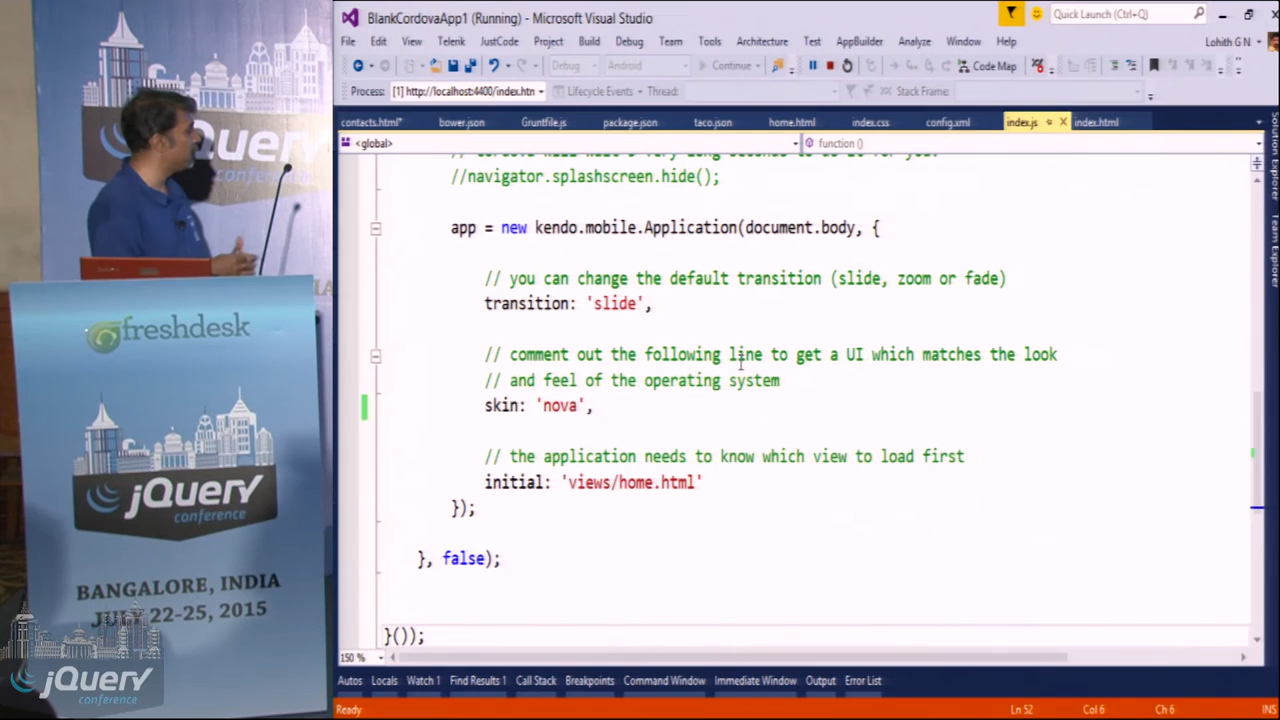 BlankCordovaApp1 (Running) - Microsoft Visual Studio
Quick Launch (Ctrl+Q)
File Edit View Telerik JustCode Project Build Debug Team Tools Architecture Test AppBuilder Analyze Window Help
Lohith G N
Debug Android Continue Code Map
Process: [1] http://localhost:4400/index.htn Lifecycle Events Thread: Stack Frame:
contacts.html* bower.json Gruntfile.js package.json taco.json home.html index.css config.xml index.js index.html
<global> function ()
//navigator.splashscreen.hide();
app = new kendo.mobile.Application(document.body, {
// you can change the default transition (slide, zoom or fade)
transition: 'slide',
// comment out the following line to get a UI which matches the look
// and feel of the operating system
skin: 'nova',
// the application needs to know which view to load first
initial: 'views/home.html'
});
}, false);
}());
150 %
Autos Locals Watch 1 Find Results 1 Call Stack Breakpoints Command Window Immediate Window Output Error List
Ready Ln 52 Col 6 Ch 6 INS
Solution Explorer
Team Explorer
jQuery
conference
freshdesk
jQuery
conference
BANGALORE, INDIA
JULY 22-25, 2015
jQuery
conference